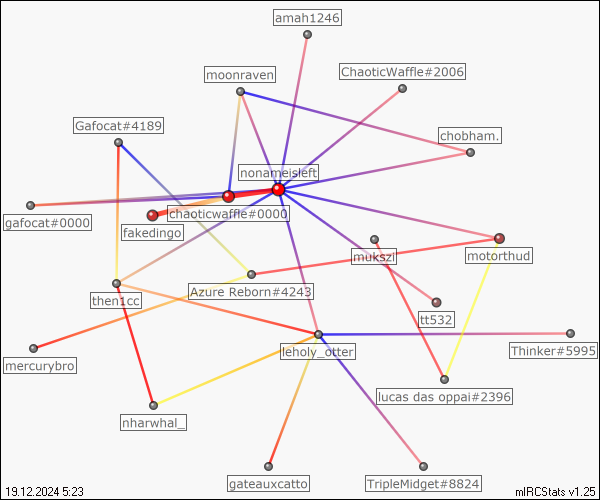 amah1246
moonraven
ChaoticWaffle#2006
Gafocat#4189
chobham.
nonameisleft
gafocat#0000
chaoticwaffle#0000
fakedingo
mukszi
motorthud
then1cc
Azure Reborn#4243
tt532
mercurybro
leholy_otter
Thinker#5995
lucas das oppai#2396
nharwhal_
gateauxcatto
TripleMidget#8824
19.12.2024 5:23
mIRCStats v1.25